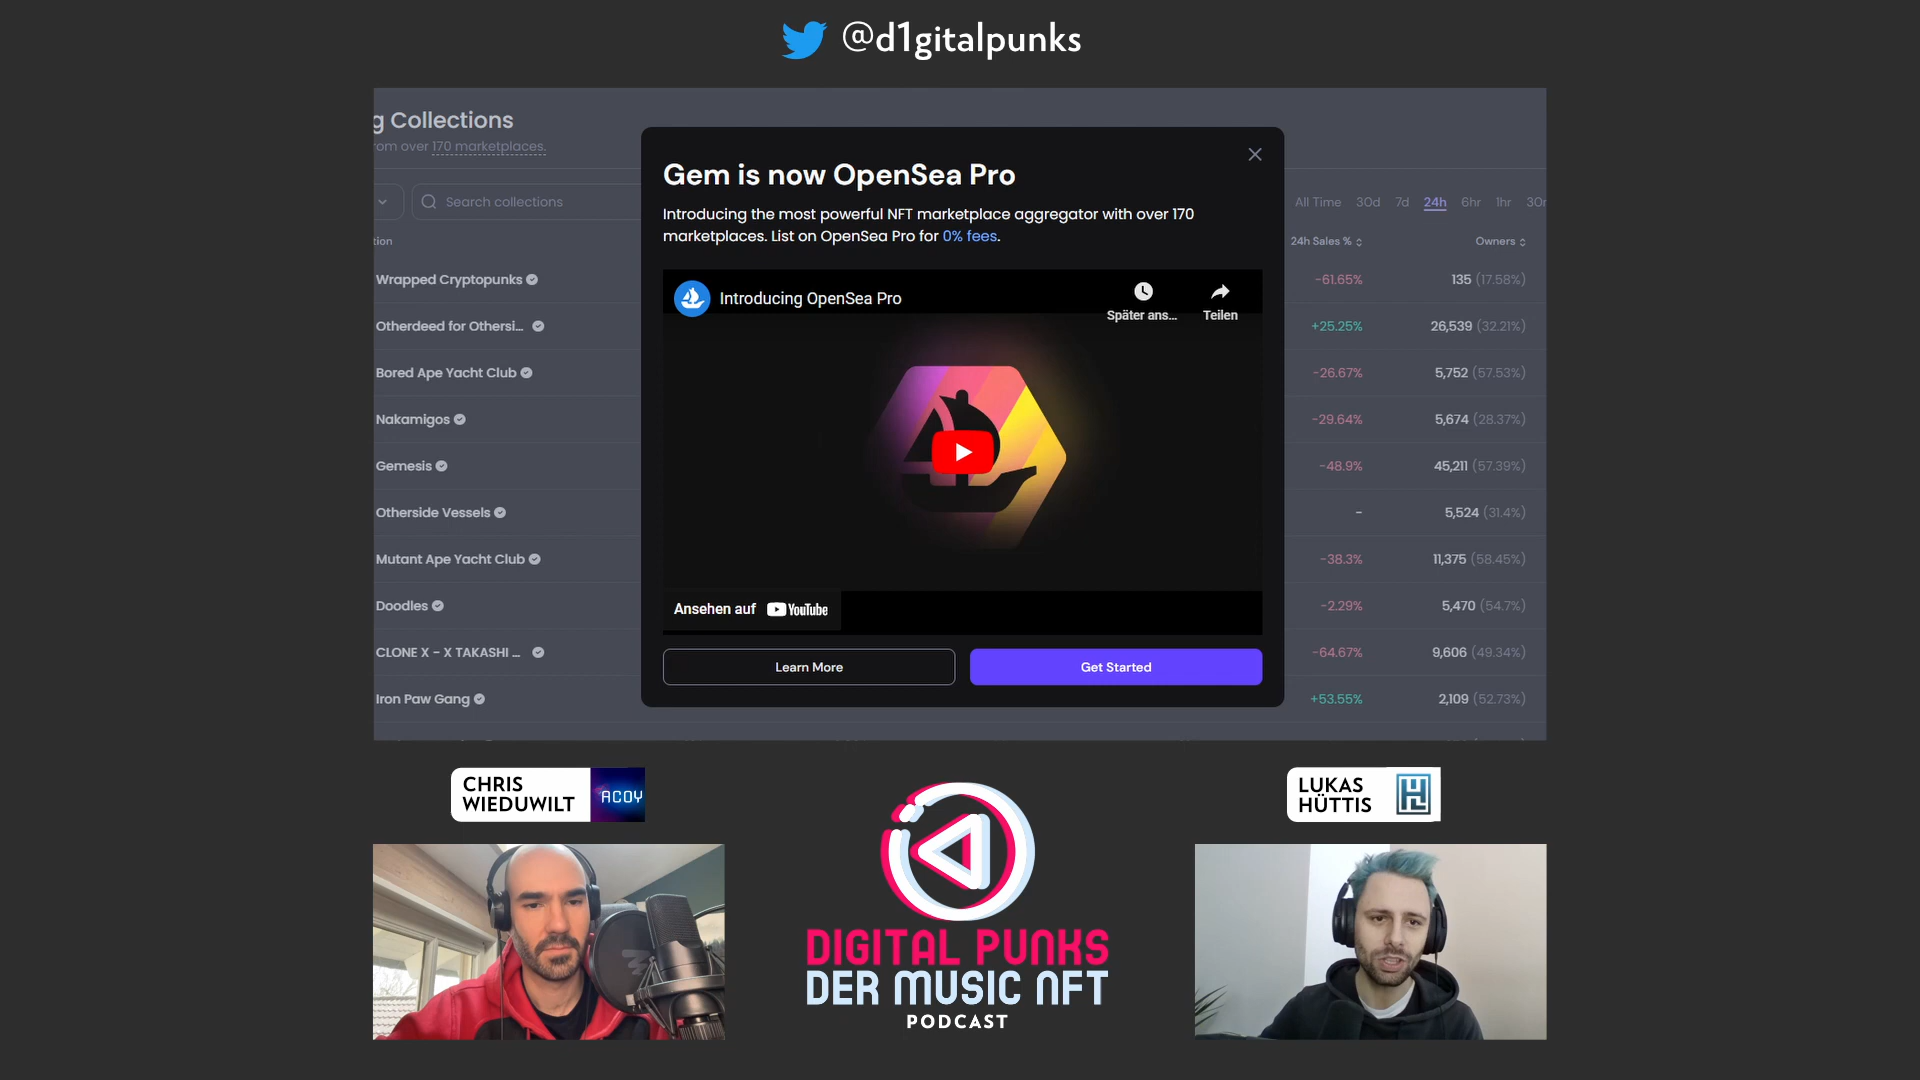 @d1gitalpunks
g Collections
rom over 170 marketplaces.
Search collections
All Time 30d 7d 24h 6hr 1hr 30r
tion
24h Sales % Owners
Wrapped Cryptopunks -61.65% 135 (17.58%)
Otherdeed for Othersi... +25.25% 26,539 (32.21%)
Bored Ape Yacht Club -26.67% 5,752 (57.53%)
Nakamigos -29.64% 5,674 (28.37%)
Gemesis -48.9% 45,211 (57.39%)
Otherside Vessels - 5,524 (31.4%)
Mutant Ape Yacht Club -38.3% 11,375 (58.45%)
Doodles -2.29% 5,470 (54.7%)
CLONE X - X TAKASHI ... -64.67% 9,606 (49.34%)
Iron Paw Gang +53.55% 2,109 (52.73%)
Gem is now OpenSea Pro
Introducing the most powerful NFT marketplace aggregator with over 170
marketplaces. List on OpenSea Pro for 0% fees.
Introducing OpenSea Pro
Später ans...
Teilen
Ansehen auf YouTube
Learn More
Get Started
CHRIS
WIEDUWILT
ACOY
LUKAS
HÜTTIS
DIGITAL PUNKS
DER MUSIC NFT
PODCAST